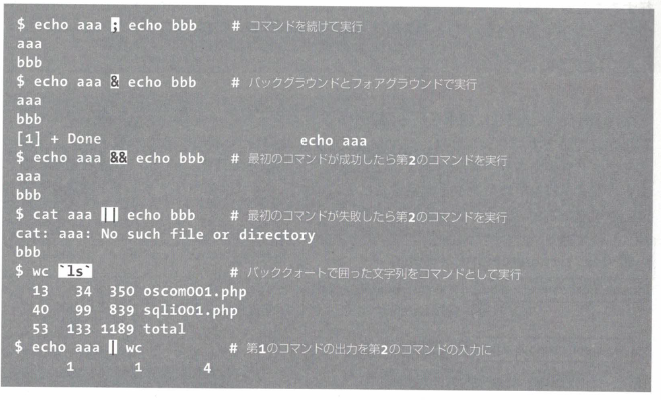 $ echo aaa ; echo bbb # コマンドを続けて実行
aaa
bbb
$ echo aaa & echo bbb # バックグラウンドとフォアグラウンドで実行
aaa
bbb
[1] + Done echo aaa
$ echo aaa && echo bbb # 最初のコマンドが成功したら第2のコマンドを実行
aaa
bbb
$ cat aaa || echo bbb # 最初のコマンドが失敗したら第2のコマンドを実行
cat: aaa: No such file or directory
bbb
$ wc `ls` # バッククォートで囲った文字列をコマンドとして実行
13 34 350 oscom001.php
40 99 839 sqli001.php
53 133 1189 total
$ echo aaa | wc # 第1のコマンドの出力を第2のコマンドの入力に
1 1 4